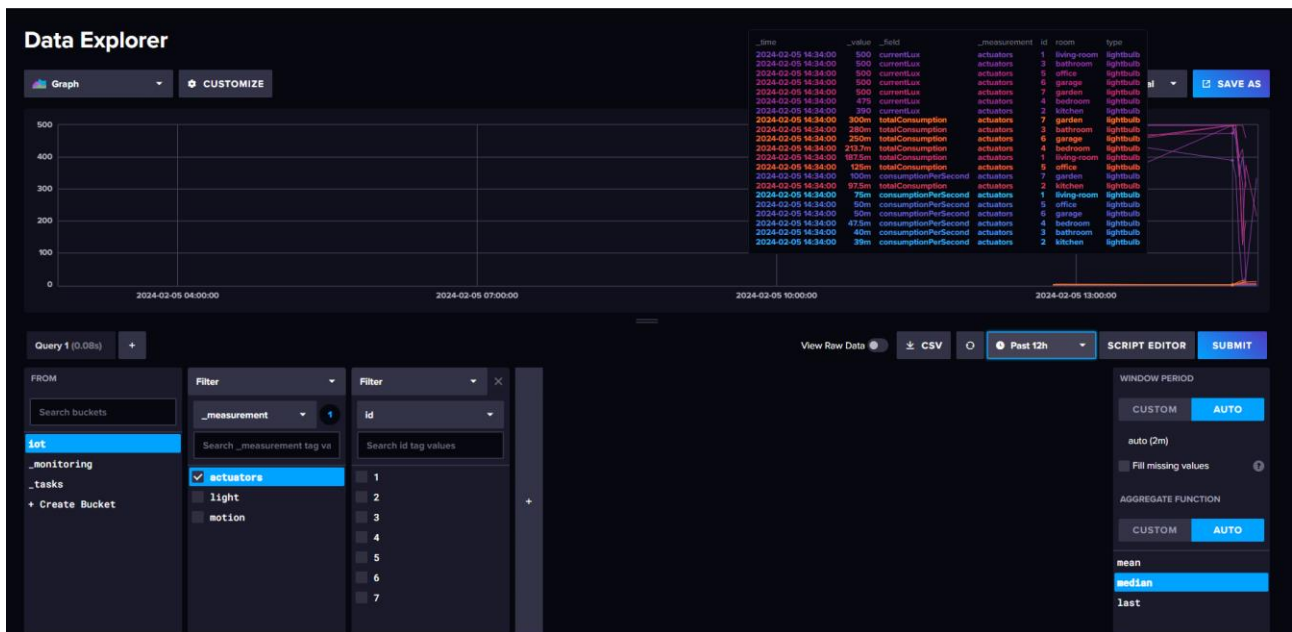 Data Explorer
Graph
CUSTOMIZE
SAVE AS
_time _value _field _measurement id room type
2024-02-05 14:34:00 500 currentLux actuators 1 living-room lightbulb
2024-02-05 14:34:00 500 currentLux actuators 3 bathroom lightbulb
2024-02-05 14:34:00 500 currentLux actuators 5 office lightbulb
2024-02-05 14:34:00 500 currentLux actuators 6 garage lightbulb
2024-02-05 14:34:00 500 currentLux actuators 7 garden lightbulb
2024-02-05 14:34:00 475 currentLux actuators 4 bedroom lightbulb
2024-02-05 14:34:00 390 currentLux actuators 2 kitchen lightbulb
2024-02-05 14:34:00 300m totalConsumption actuators 7 garden lightbulb
2024-02-05 14:34:00 280m totalConsumption actuators 3 bathroom lightbulb
2024-02-05 14:34:00 250m totalConsumption actuators 6 garage lightbulb
2024-02-05 14:34:00 213.7m totalConsumption actuators 4 bedroom lightbulb
2024-02-05 14:34:00 187.5m totalConsumption actuators 1 living-room lightbulb
2024-02-05 14:34:00 125m totalConsumption actuators 5 office lightbulb
2024-02-05 14:34:00 100m consumptionPerSecond actuators 7 garden lightbulb
2024-02-05 14:34:00 97.5m totalConsumption actuators 2 kitchen lightbulb
2024-02-05 14:34:00 75m consumptionPerSecond actuators 1 living-room lightbulb
2024-02-05 14:34:00 50m consumptionPerSecond actuators 5 office lightbulb
2024-02-05 14:34:00 50m consumptionPerSecond actuators 6 garage lightbulb
2024-02-05 14:34:00 47.5m consumptionPerSecond actuators 4 bedroom lightbulb
2024-02-05 14:34:00 40m consumptionPerSecond actuators 3 bathroom lightbulb
2024-02-05 14:34:00 39m consumptionPerSecond actuators 2 kitchen lightbulb
500
400
300
200
100
0
2024-02-05 04:00:00 2024-02-05 07:00:00 2024-02-05 10:00:00 2024-02-05 13:00:00
Query 1 (0.08s) + View Raw Data CSV Past 12h SCRIPT EDITOR SUBMIT
FROM
Search buckets
iot
_monitoring
_tasks
+ Create Bucket
Filter
_measurement 1
Search _measurement tag va
actuators
light
motion
Filter
id
Search id tag values
1
2
3
4
5
6
7
+
WINDOW PERIOD
CUSTOM AUTO
auto (2m)
Fill missing values ?
AGGREGATE FUNCTION
CUSTOM AUTO
mean
median
last